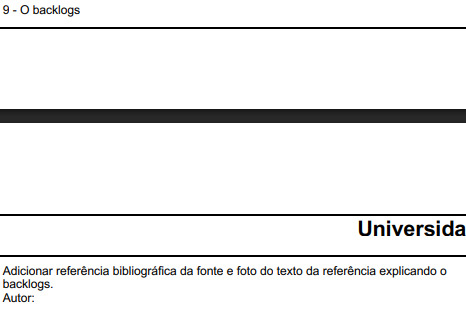 9 - O backlogs
Universida
Adicionar referência bibliográfica da fonte e foto do texto da referência explicando o
backlogs.
Autor: